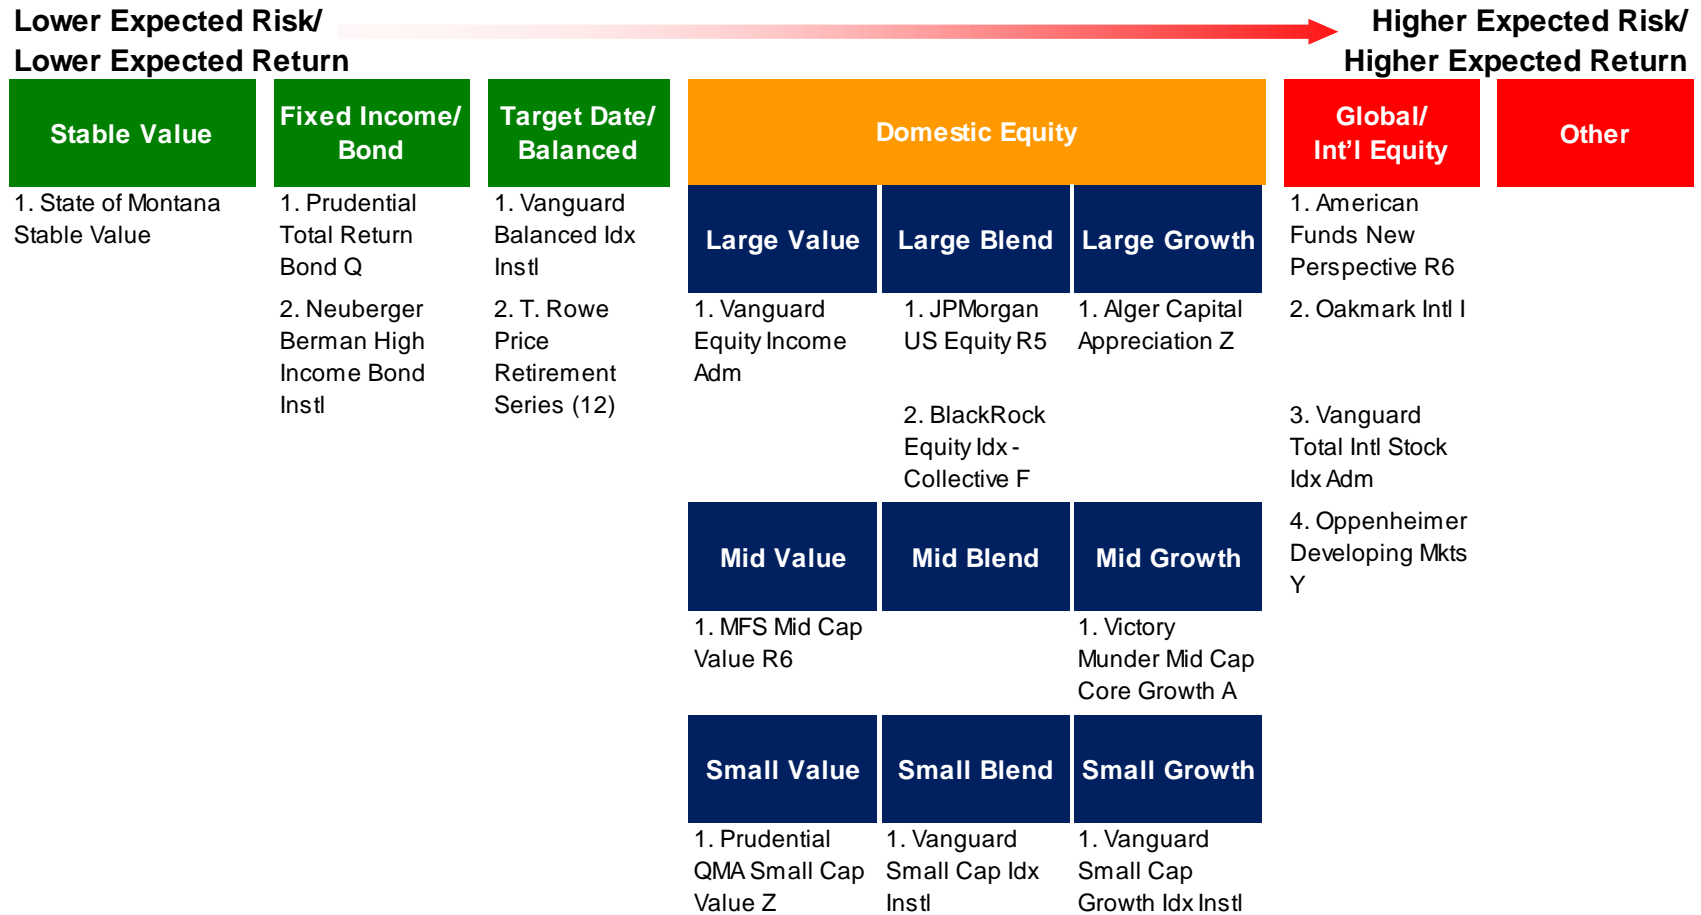 Lower Expected Risk/
Lower Expected Return
Higher Expected Risk/
Higher Expected Return
Stable Value
Fixed Income/
Bond
Target Date/
Balanced
Domestic Equity
Global/
Int'l Equity
Other
1. State of Montana
Stable Value
1. Prudential
Total Return
Bond Q
2. Neuberger
Berman High
Income Bond
Instl
1. Vanguard
Balanced Idx
Instl
2. T. Rowe
Price
Retirement
Series (12)
Large Value
Large Blend
Large Growth
1. Vanguard
Equity Income
Adm
1. JPMorgan
US Equity R5
2. BlackRock
Equity Idx -
Collective F
1. Alger Capital
Appreciation Z
Mid Value
Mid Blend
Mid Growth
1. MFS Mid Cap
Value R6
1. Victory
Munder Mid Cap
Core Growth A
Small Value
Small Blend
Small Growth
1. Prudential
QMA Small Cap
Value Z
1. Vanguard
Small Cap Idx
Instl
1. Vanguard
Small Cap
Growth Idx Instl
1. American
Funds New
Perspective R6
2. Oakmark Intl I
3. Vanguard
Total Intl Stock
Idx Adm
4. Oppenheimer
Developing Mkts
Y